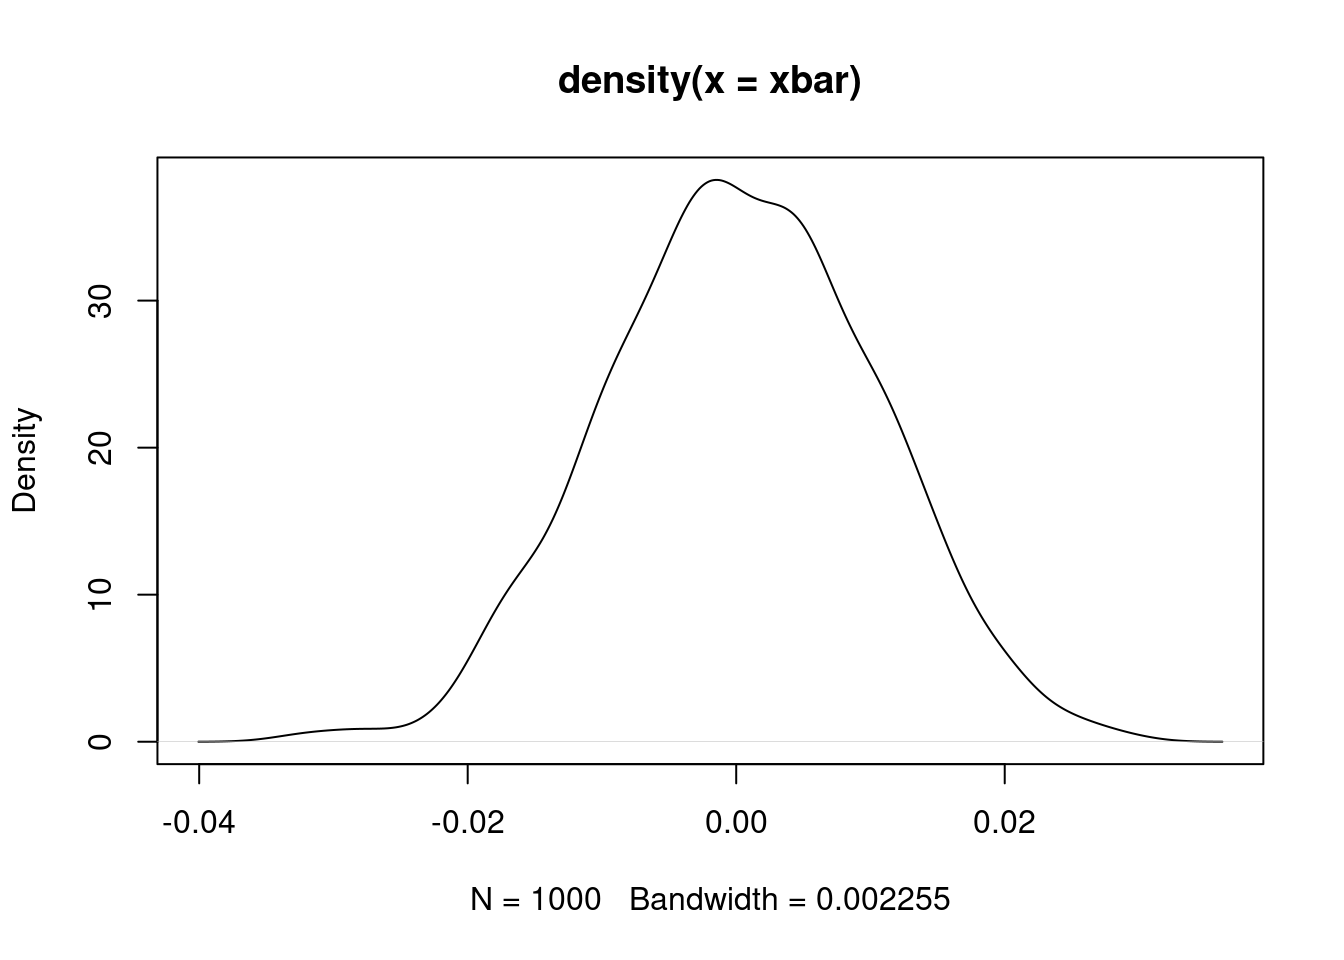 density(x = xbar)
Density
30
20
10
0
-0.04 -0.02 0.00 0.02
N = 1000 Bandwidth = 0.002255